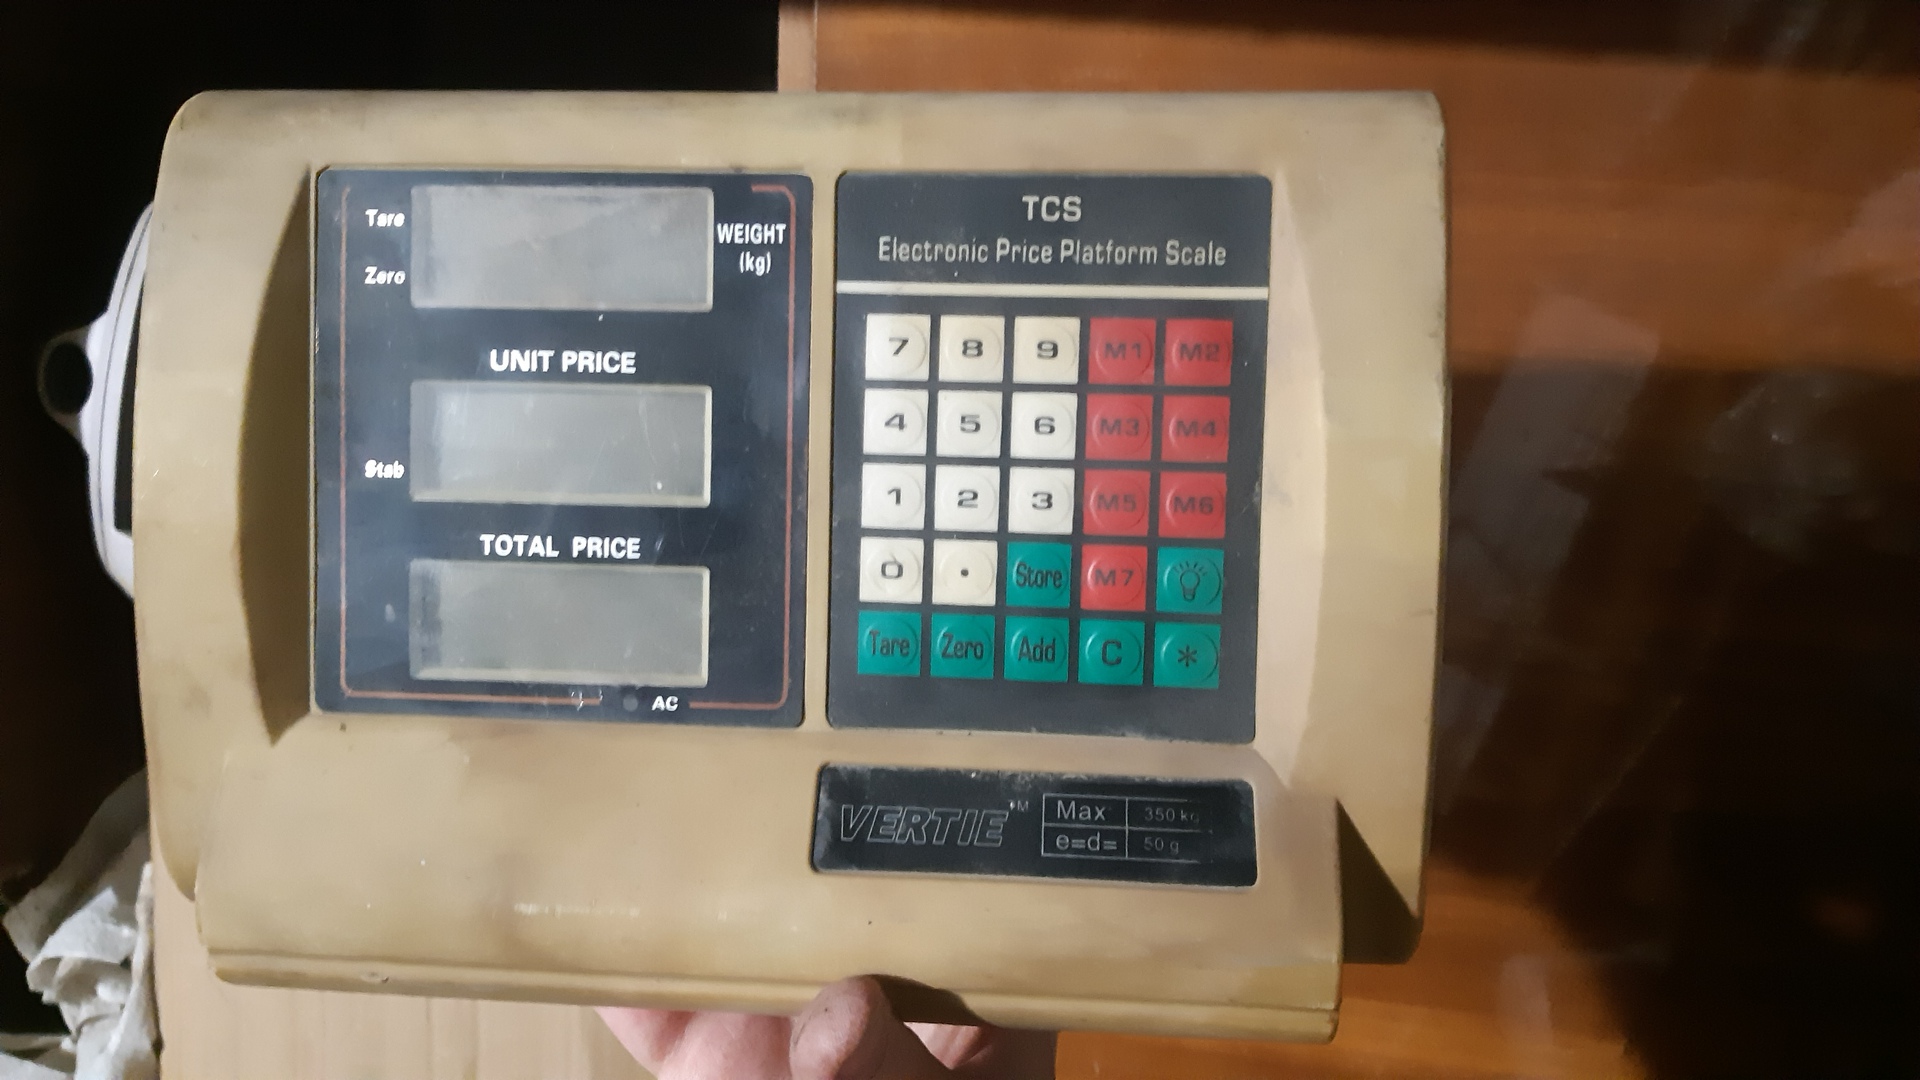 Tare
WEIGHT
(kg)
Zero
UNIT PRICE
Stab
TOTAL PRICE
AC
TCS
Electronic Price Platform Scale
7 8 9 M1 M2
4 5 6 M3 M4
1 2 3 M5 M6
0 . Store M7
Tare Zero Add C *
VERTIE™
Max 350 kg
e=d= 50 g